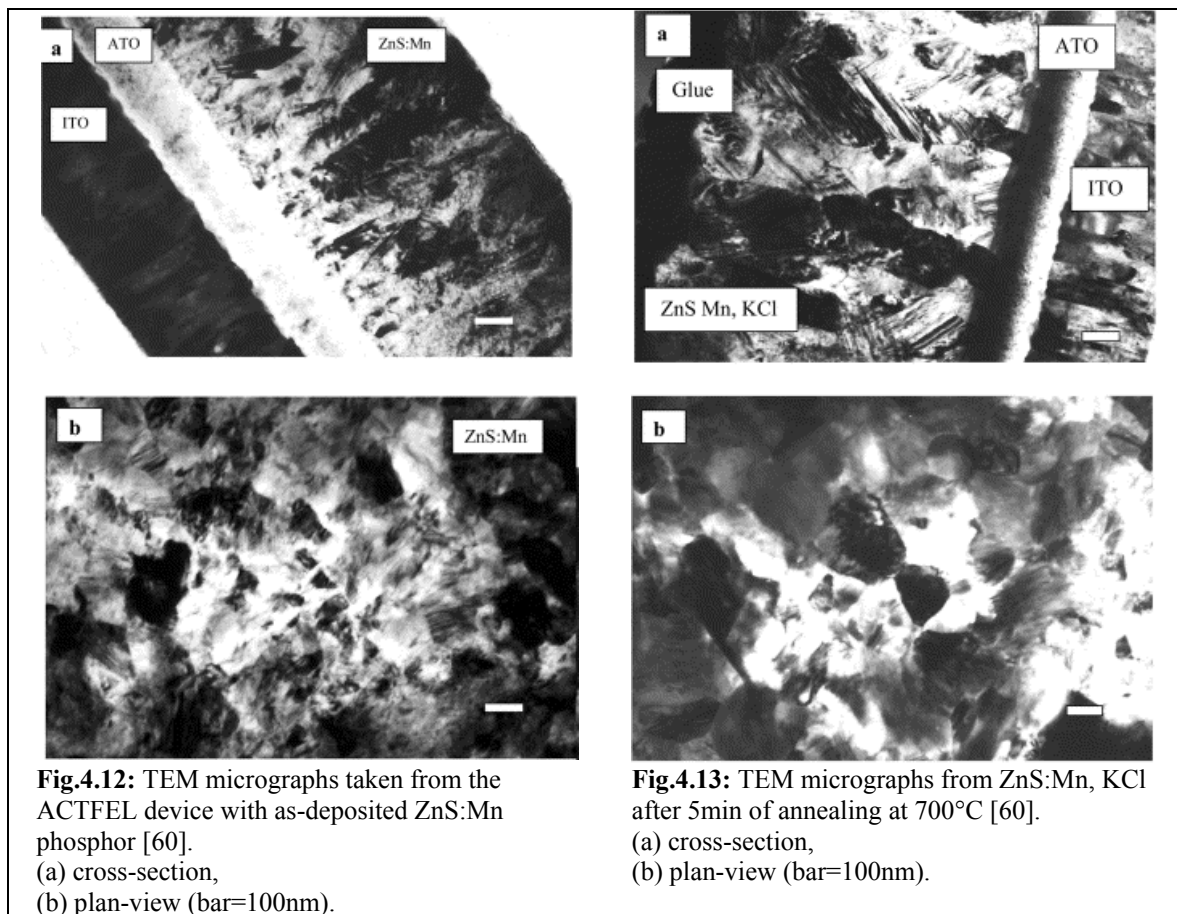 a
ATO
ZnS:Mn
ITO
b
ZnS:Mn
Fig.4.12: TEM micrographs taken from the
ACTFEL device with as-deposited ZnS:Mn
phosphor [60].
(a) cross-section,
(b) plan-view (bar=100nm).
a
ATO
Glue
ITO
ZnS Mn, KCl
b
Fig.4.13: TEM micrographs from ZnS:Mn, KCl
after 5min of annealing at 700°C [60].
(a) cross-section,
(b) plan-view (bar=100nm).